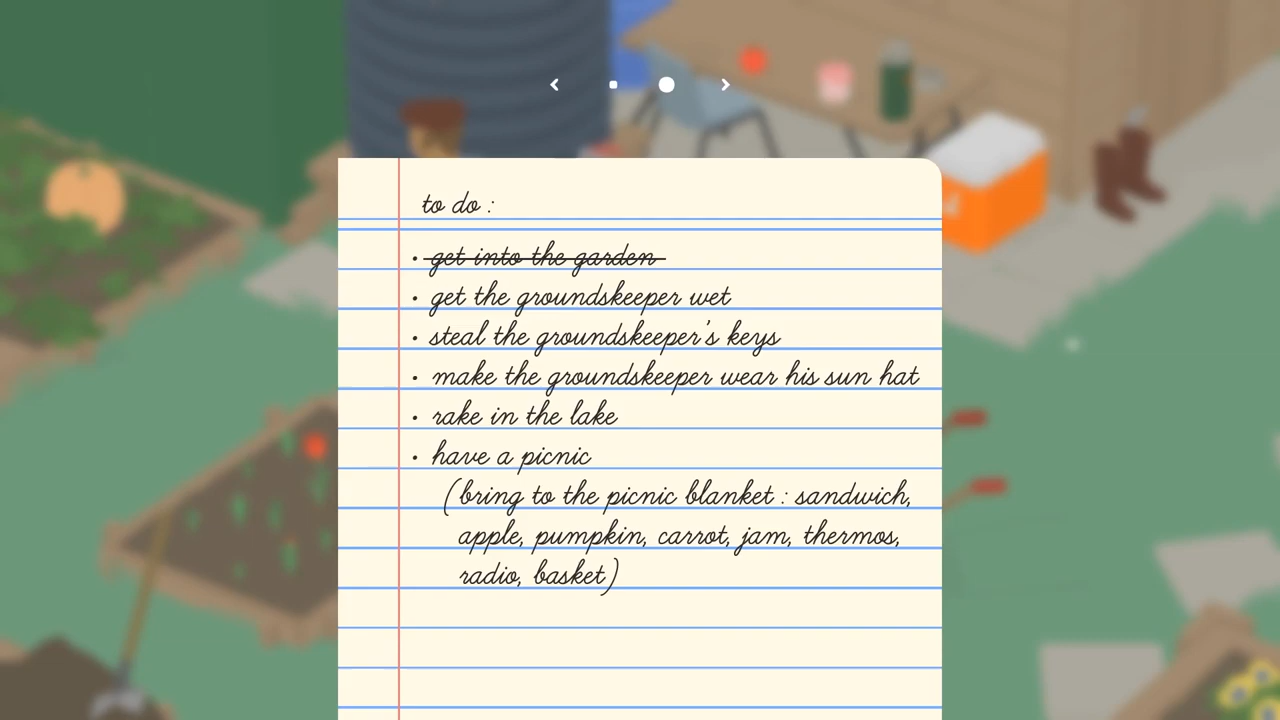 to do :
• get into the garden
• get the groundskeeper wet
• steal the groundskeeper's keys
• make the groundskeeper wear his sun hat
• rake in the lake
• have a picnic
(bring to the picnic blanket : sandwich,
apple, pumpkin, carrot, jam, thermos,
radio, basket)